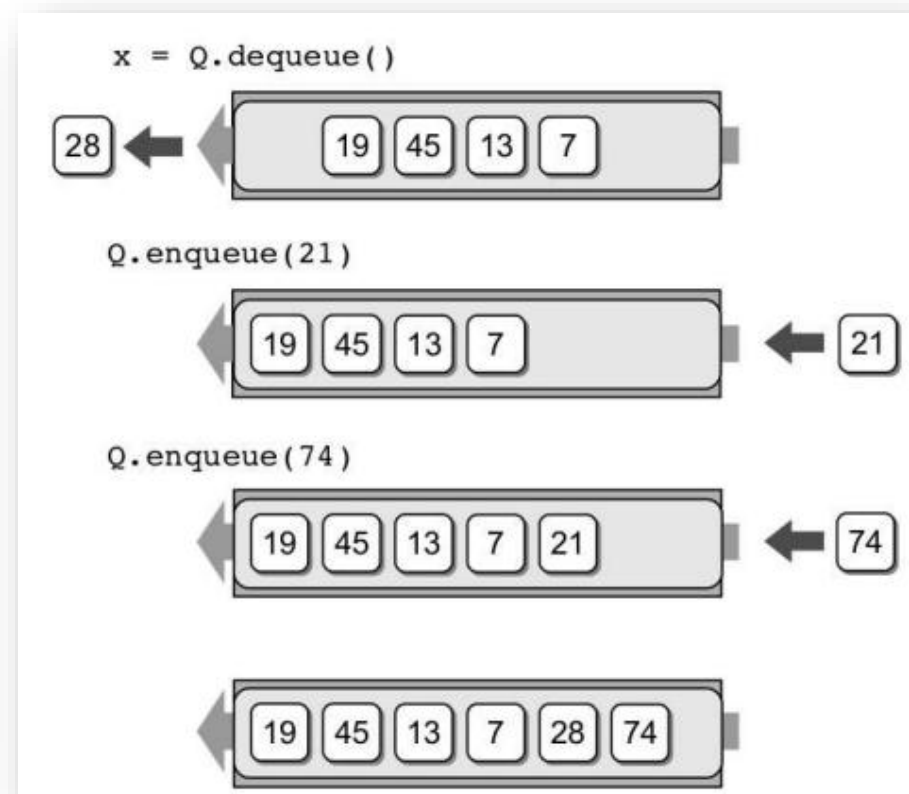 x = Q.dequeue()
28 19 45 13 7
Q.enqueue(21)
19 45 13 7 21
Q.enqueue(74)
19 45 13 7 21 74
19 45 13 7 28 74